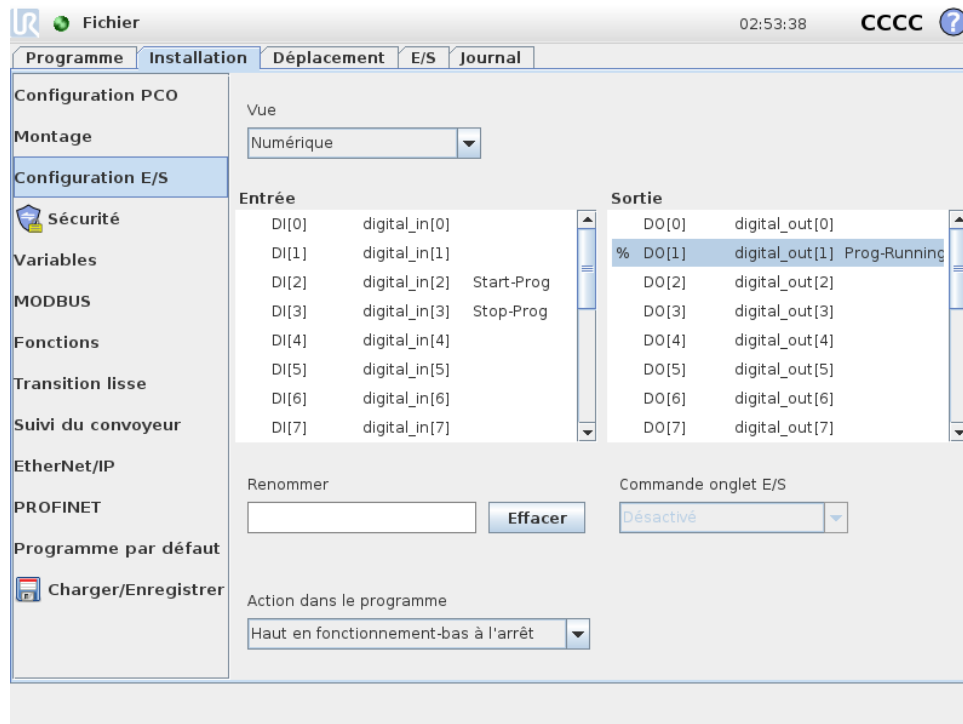 UR Fichier 02:53:38 CCCC ?
Programme Installation Déplacement E/S Journal
Configuration PCO
Montage
Configuration E/S
Sécurité
Variables
MODBUS
Fonctions
Transition lisse
Suivi du convoyeur
EtherNet/IP
PROFINET
Programme par défaut
Charger/Enregistrer
Vue
Numérique
Entrée
DI[0] digital_in[0]
DI[1] digital_in[1]
DI[2] digital_in[2] Start-Prog
DI[3] digital_in[3] Stop-Prog
DI[4] digital_in[4]
DI[5] digital_in[5]
DI[6] digital_in[6]
DI[7] digital_in[7]
Sortie
DO[0] digital_out[0]
% DO[1] digital_out[1] Prog-Running
DO[2] digital_out[2]
DO[3] digital_out[3]
DO[4] digital_out[4]
DO[5] digital_out[5]
DO[6] digital_out[6]
DO[7] digital_out[7]
Renommer
Effacer
Commande onglet E/S
Désactivé
Action dans le programme
Haut en fonctionnement-bas à l'arrêt